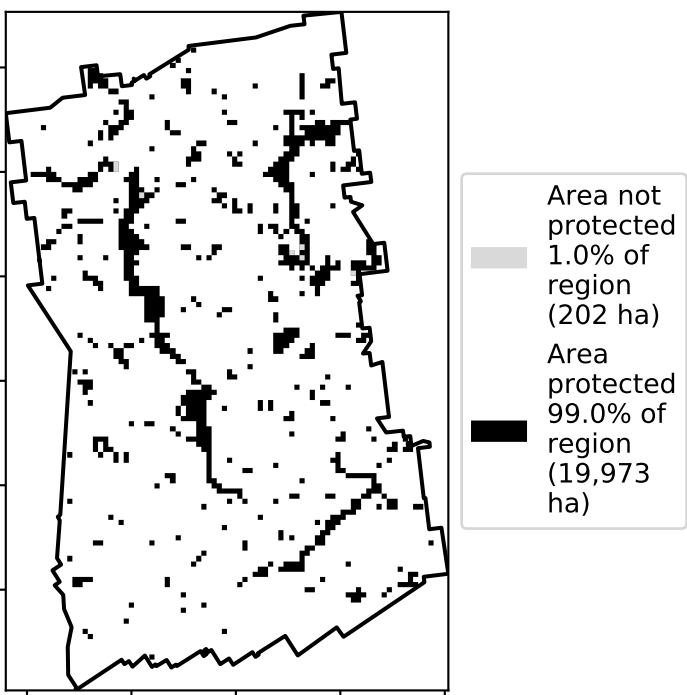 Area not
protected
1.0% of
region
(202 ha)
Area
protected
99.0% of
region
(19,973
ha)